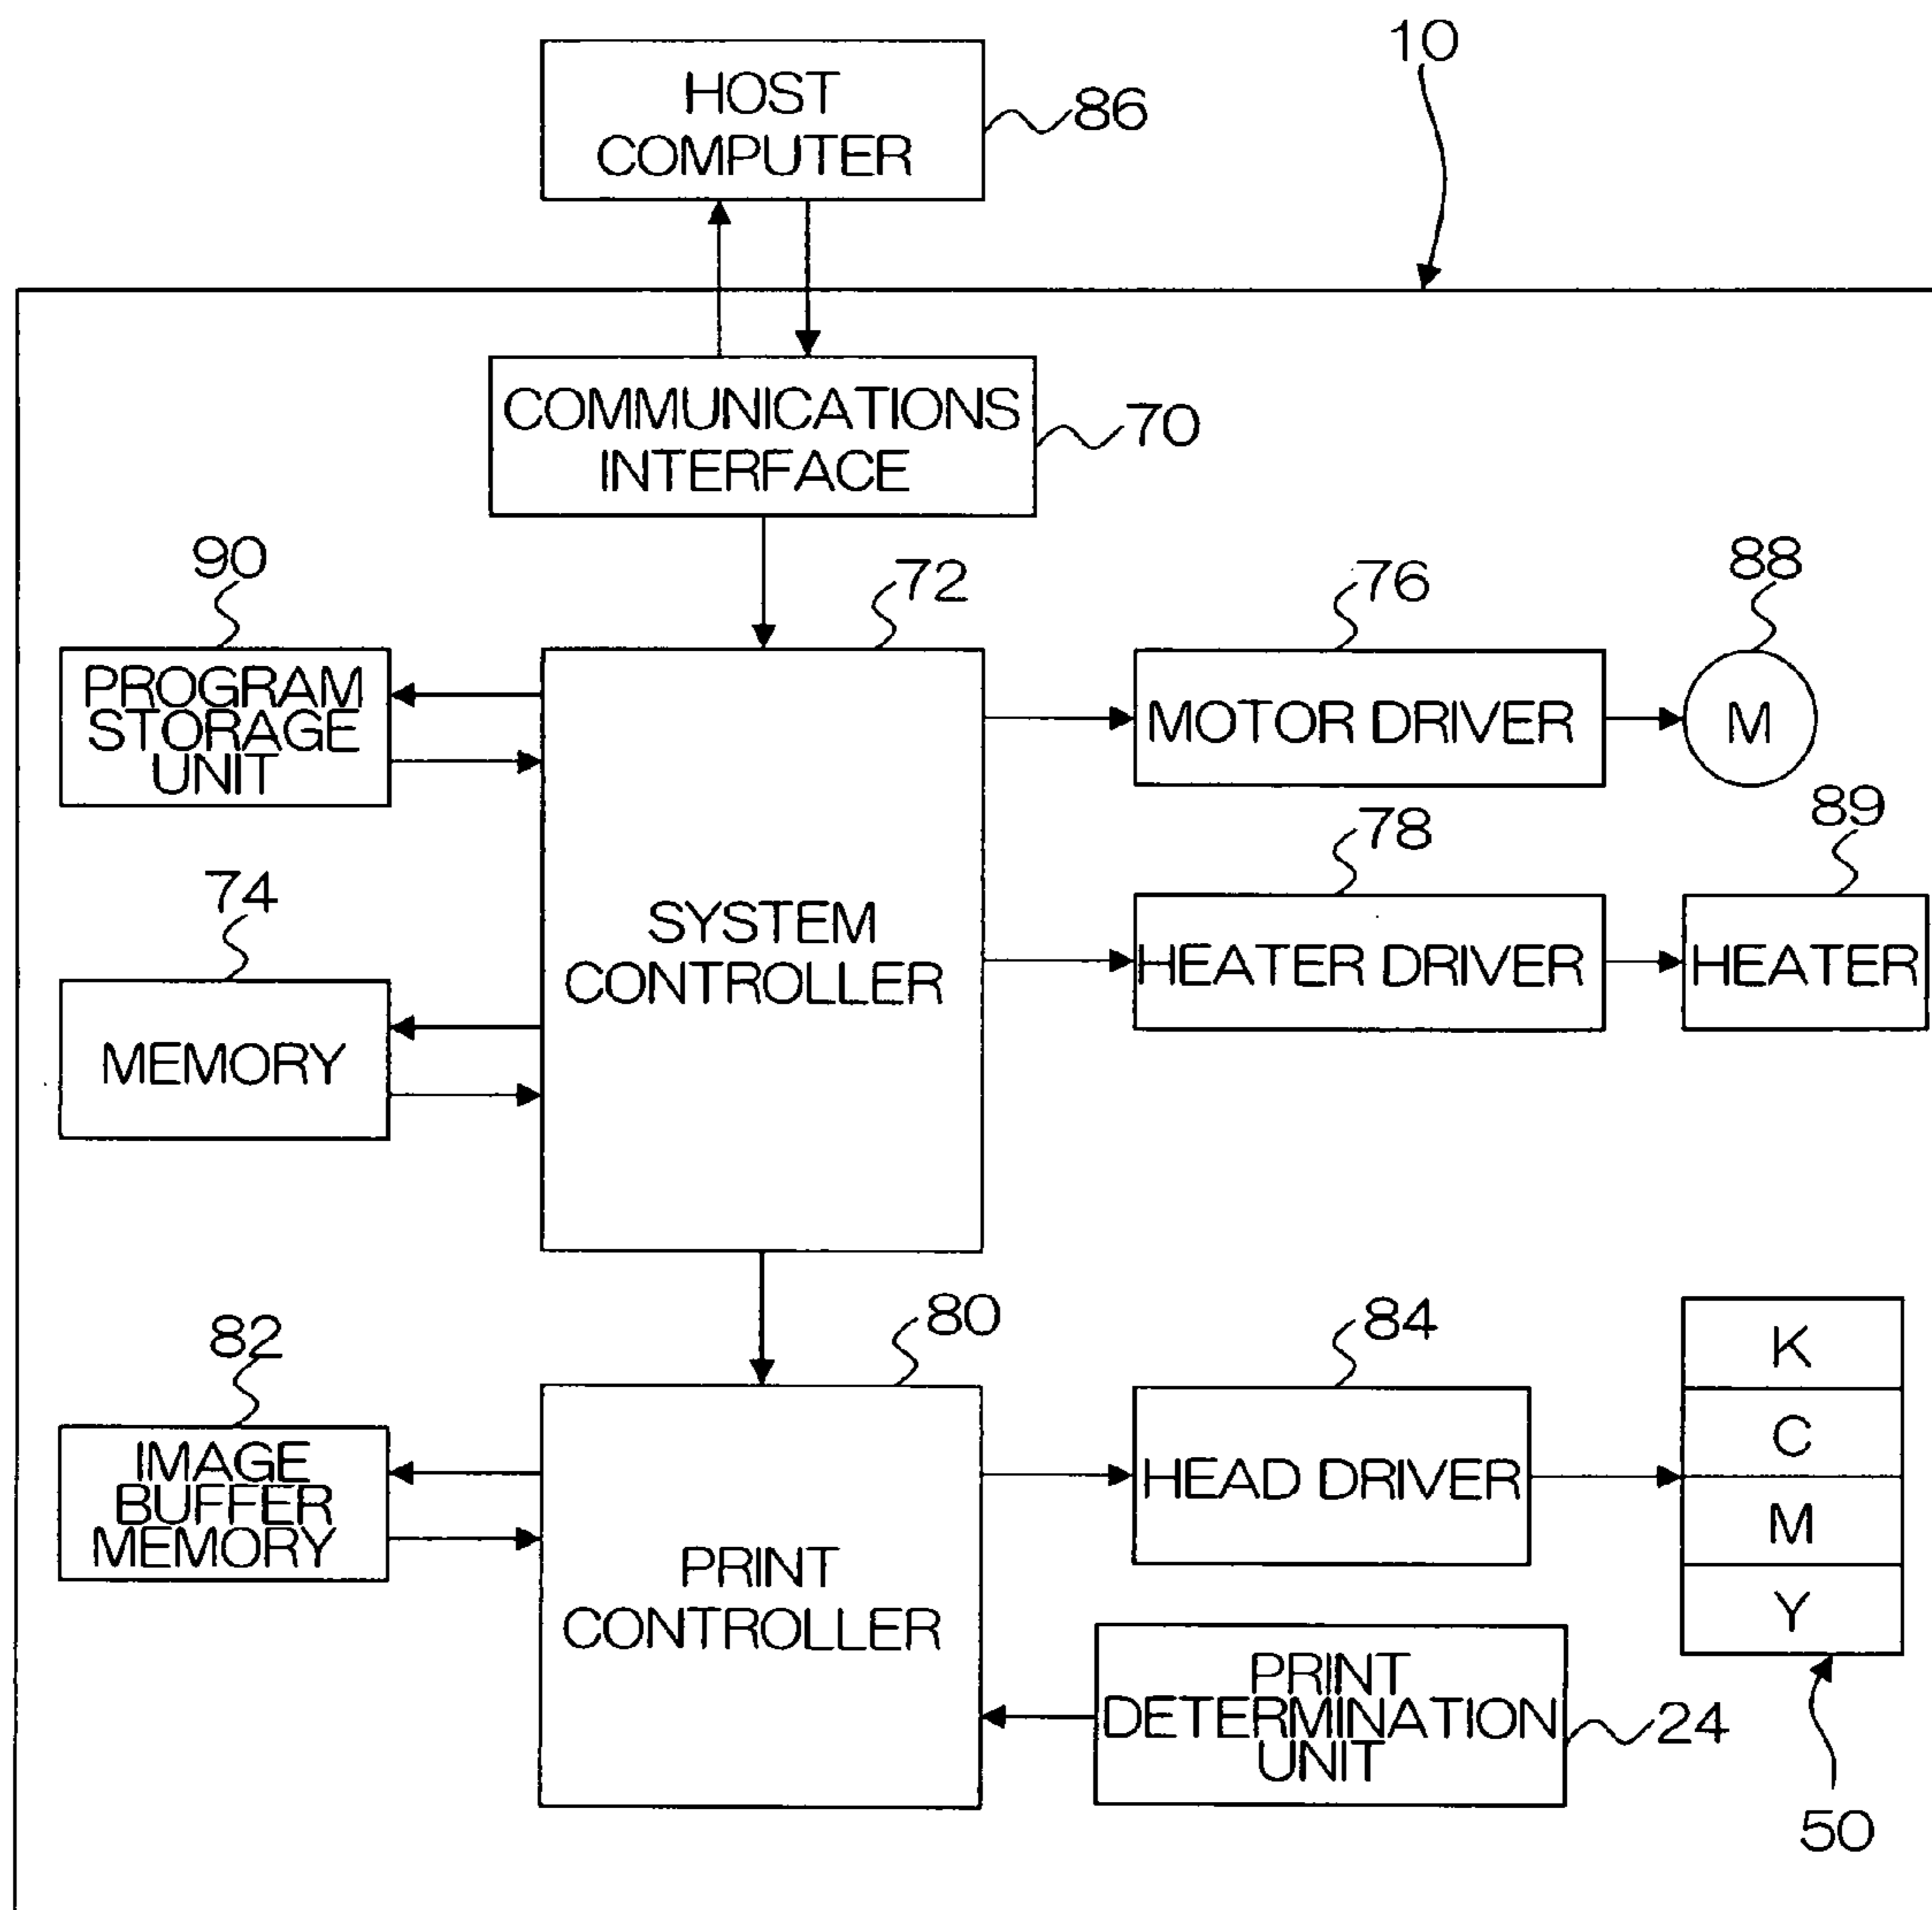 10
HOST
COMPUTER
86
COMMUNICATIONS
INTERFACE
70
90
72
76
88
PROGRAM
STORAGE
UNIT
MOTOR DRIVER
M
78
89
74
SYSTEM
CONTROLLER
HEATER DRIVER
HEATER
MEMORY
82
80
84
K
C
M
Y
IMAGE
BUFFER
MEMORY
HEAD DRIVER
PRINT
CONTROLLER
PRINT
DETERMINATION
UNIT
24
50